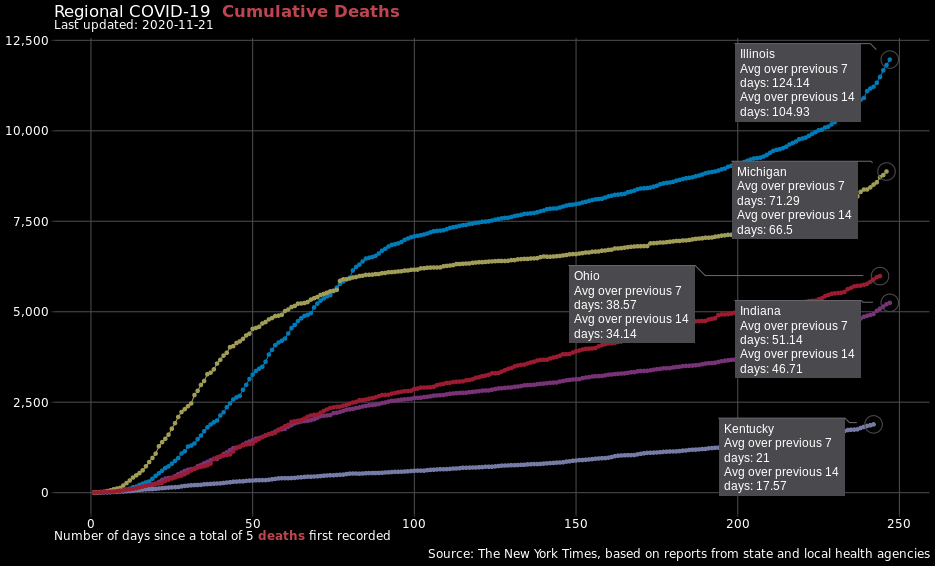 Regional COVID-19 Cumulative Deaths
Last updated: 2020-11-21
12,500
10,000
7,500
5,000
2,500
0
Illinois
Avg over previous 7
days: 124.14
Avg over previous 14
days: 104.93
Michigan
Avg over previous 7
days: 71.29
Avg over previous 14
days: 66.5
Ohio
Avg over previous 7
days: 38.57
Avg over previous 14
days: 34.14
Indiana
Avg over previous 7
days: 51.14
Avg over previous 14
days: 46.71
Kentucky
Avg over previous 7
days: 21
Avg over previous 14
days: 17.57
0 50 100 150 200 250
Number of days since a total of 5 deaths first recorded
Source: The New York Times, based on reports from state and local health agencies